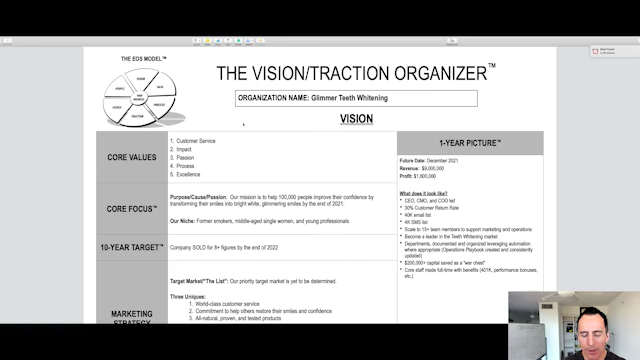 THE EOS MODEL™
VISION
DATA
PROCESS
TRACTION
ISSUES
PEOPLE
YOUR BUSINESS
THE VISION/TRACTION ORGANIZER™
ORGANIZATION NAME: Glimmer Teeth Whitening
VISION
CORE VALUES
1. Customer Service
2. Impact
3. Passion
4. Process
5. Excellence
CORE FOCUS™
Purpose/Cause/Passion: Our mission is to help 100,000 people improve their confidence by
transforming their smiles into bright white, glimmering smiles by the end of 2021.
Our Niche: Former smokers, middle-aged single women, and young professionals
10-YEAR TARGET™
Company SOLD for 8+ figures by the end of 2022
MARKETING
STRATEGY
Target Market/"The List": Our priority target market is yet to be determined.
Three Uniques:
1. World-class customer service
2. Commitment to help others restore their smiles and confidence
3. All-natural, proven, and tested products
1-YEAR PICTURE™
Future Date: December 2021
Revenue: $9,000,000
Profit: $1,800,000
What does it look like?
• CEO, CMO, and COO led
• 30% Customer Return Rate
• 40K email list
• 4K SMS list
• Scale to 15+ team members to support marketing and operations
• Become a leader in the Teeth Whitening market
• Departments, documented and organized leveraging automation
where appropriate (Operations Playbook created and consistently
updated)
• $200,000+ capital saved as a "war chest"
• Core staff made full-time with benefits (401K, performance bonuses,
etc.)